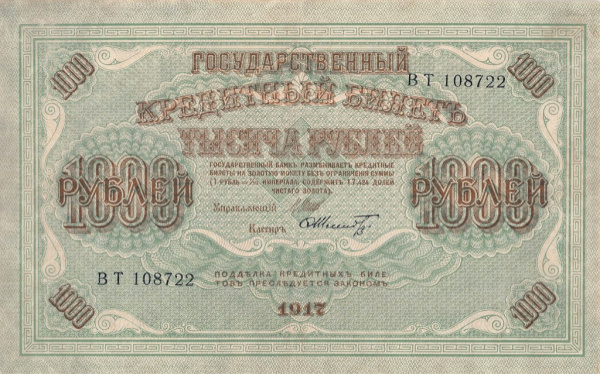 1000
1000
ГОСУДАРСТВЕННЫЙ
ВТ 108722
КРЕДИТНЫЙ БИЛЕТЪ
ТЫСЯЧА РУБЛЕЙ
ГОСУДАРСТВЕННЫЙ БАНКЪ РАЗМѢНИВАЕТЪ КРЕДИТНЫЕ
БИЛЕТЫ НА ЗОЛОТУЮ МОНЕТУ БЕЗЪ ОГРАНИЧЕНІЯ СУММЫ
(1 РУБЛЬ = 1/15 ИМПЕРІАЛА, СОДЕРЖИТЪ 17,424 ДОЛЕЙ
ЧИСТАГО ЗОЛОТА).
1000
РУБЛЕЙ
1000
РУБЛЕЙ
Управляющій
Кассиръ
ВТ 108722
ПОДДѢЛКА КРЕДИТНЫХЪ БИЛЕ-
ТОВЪ ПРЕСЛѢДУЕТСЯ ЗАКОНОМЪ
1000
1917
1000